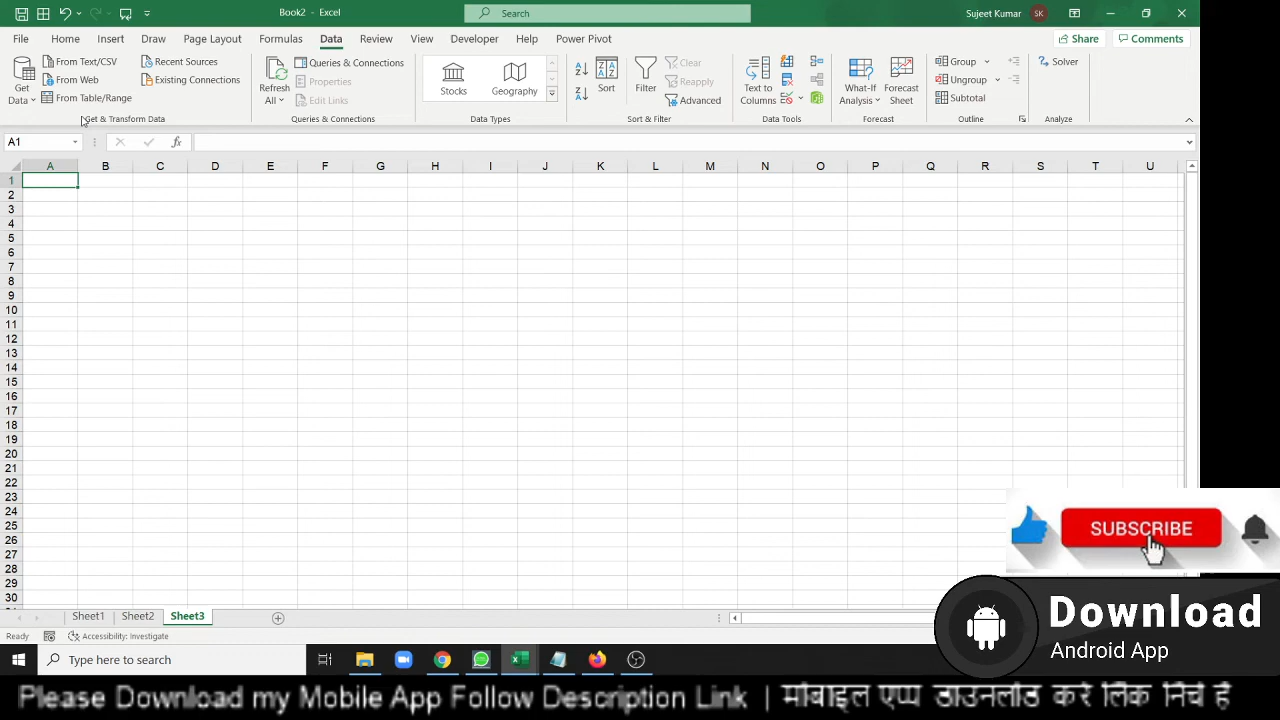 Book2 - Excel
Search
Sujeet Kumar
SK
File Home Insert Draw Page Layout Formulas Data Review View Developer Help Power Pivot
Share
Comments
Get
Data
From Text/CSV
From Web
From Table/Range
Recent Sources
Existing Connections
Get & Transform Data
Refresh
All
Queries & Connections
Properties
Edit Links
Queries & Connections
Stocks
Geography
Data Types
Sort
Filter
Clear
Reapply
Advanced
Sort & Filter
Text to
Columns
Data Tools
What-If
Analysis
Forecast
Sheet
Forecast
Group
Ungroup
Subtotal
Outline
Solver
Analyze
A1
fx
A B C D E F G H I J K L M N O P Q R S T U
1
2
3
4
5
6
7
8
9
10
11
12
13
14
15
16
17
18
19
20
21
22
23
24
25
26
27
28
29
30
SUBSCRIBE
Download
Android App
Sheet1 Sheet2 Sheet3
Ready
Accessibility: Investigate
Type here to search
Please Download my Mobile App Follow Description Link | मोबाइल एप्प डाउनलोड करे लिंक निचे है